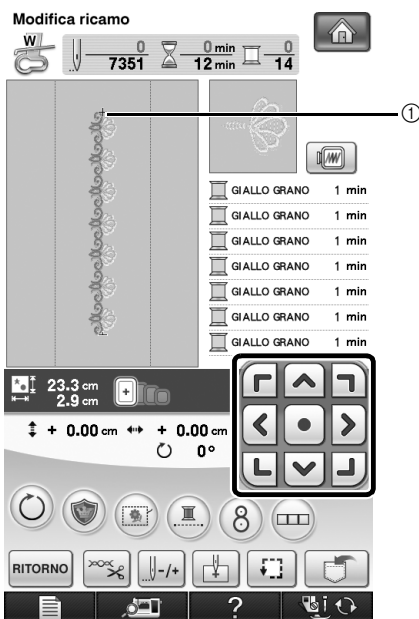 Modifica ricamo
W
0
7351
0 min
12 min
0
14
①
GIALLO GRANO 1 min
GIALLO GRANO 1 min
GIALLO GRANO 1 min
GIALLO GRANO 1 min
GIALLO GRANO 1 min
GIALLO GRANO 1 min
GIALLO GRANO 1 min
23.3 cm
2.9 cm
+ 0.00 cm + 0.00 cm
0°
8
RITORNO -/+
?